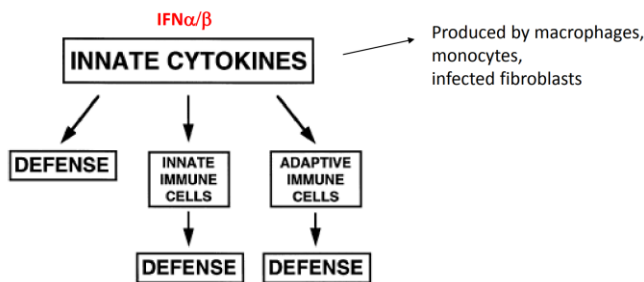 IFNα/β
INNATE CYTOKINES
Produced by macrophages,
monocytes,
infected fibroblasts
DEFENSE
INNATE
IMMUNE
CELLS
ADAPTIVE
IMMUNE
CELLS
DEFENSE
DEFENSE